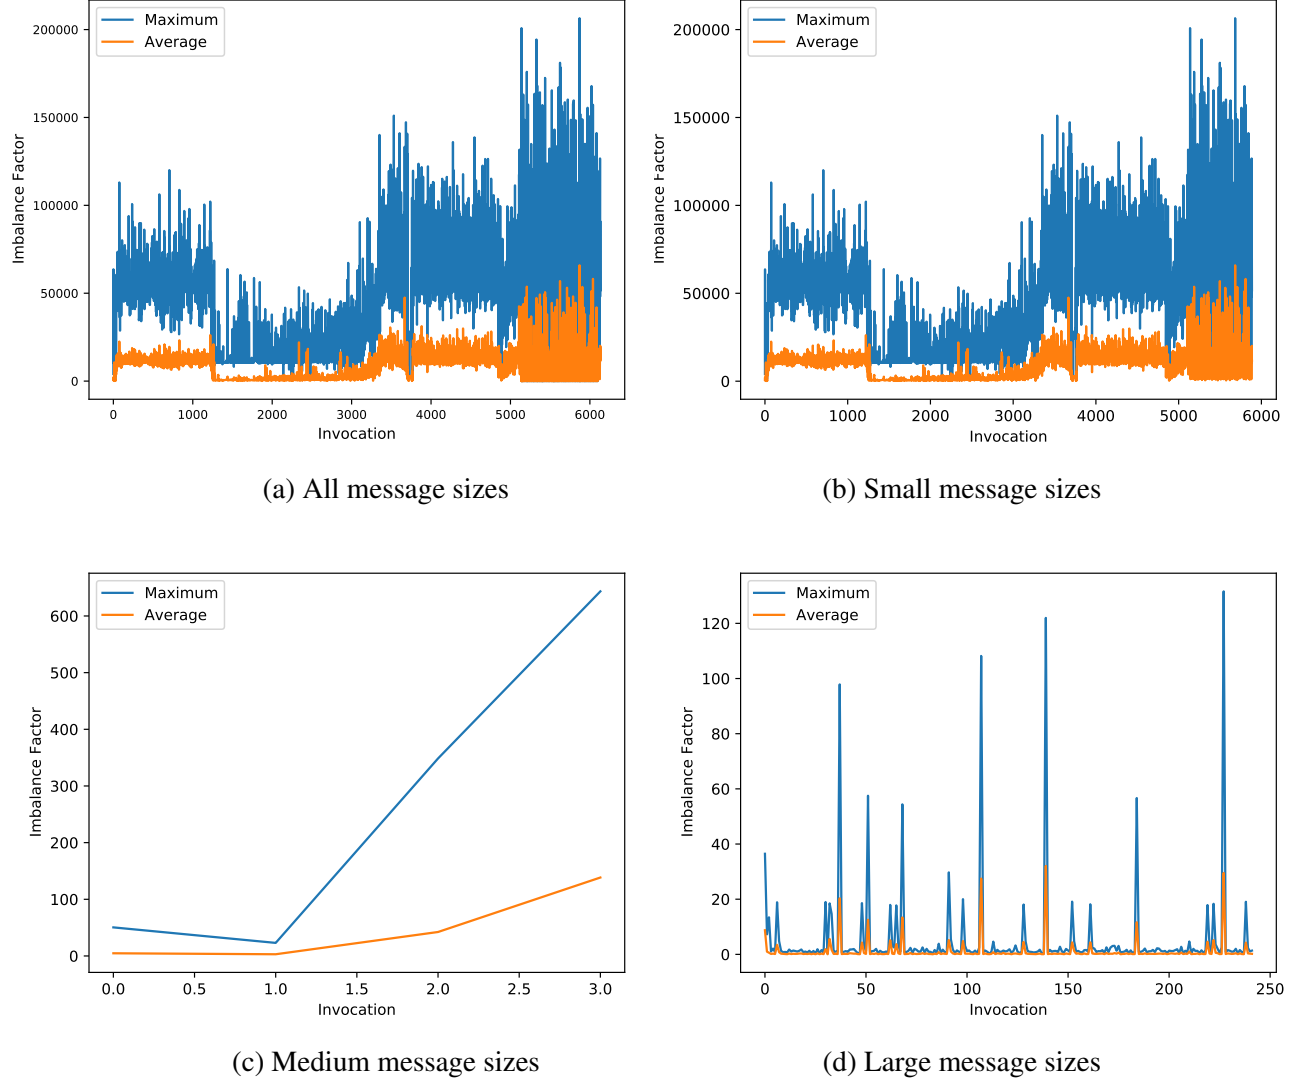 Maximum
Average
200000
150000
100000
50000
0
Imbalance Factor
0 1000 2000 3000 4000 5000 6000
Invocation
(a) All message sizes
Maximum
Average
200000
150000
100000
50000
0
Imbalance Factor
0 1000 2000 3000 4000 5000 6000
Invocation
(b) Small message sizes
Maximum
Average
600
500
400
300
200
100
0
Imbalance Factor
0.0 0.5 1.0 1.5 2.0 2.5 3.0
Invocation
(c) Medium message sizes
Maximum
Average
120
100
80
60
40
20
0
Imbalance Factor
0 50 100 150 200 250
Invocation
(d) Large message sizes